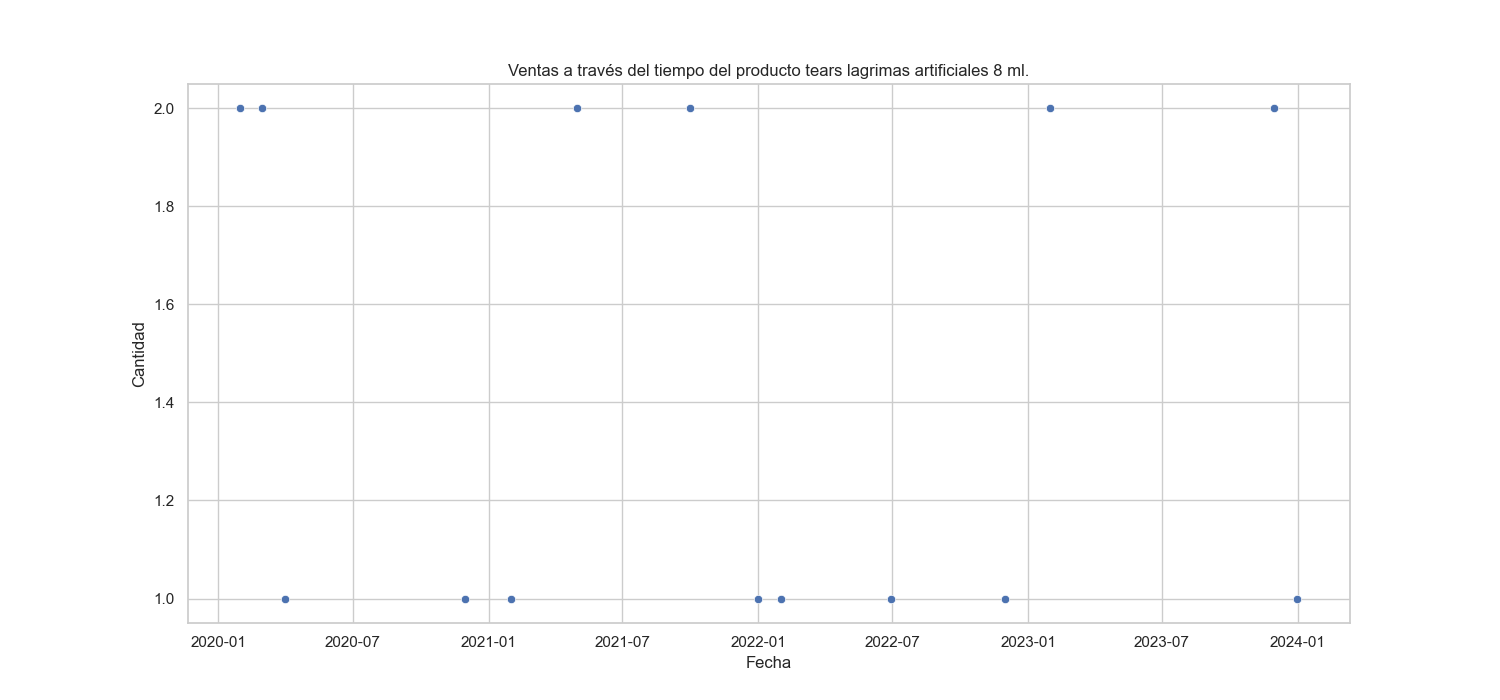 Ventas a través del tiempo del producto tears lagrimas artificiales 8 ml.
2.0
1.8
1.6
1.4
1.2
1.0
Cantidad
2020-01 2020-07 2021-01 2021-07 2022-01 2022-07 2023-01 2023-07 2024-01
Fecha